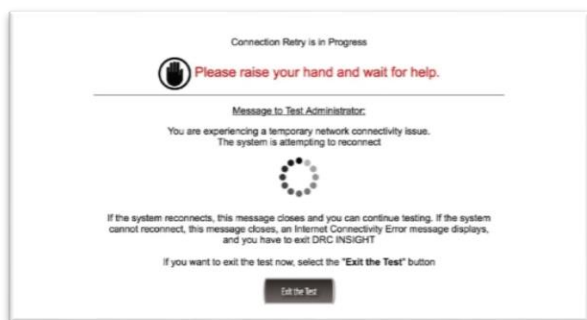 Connection Retry is in Progress
Please raise your hand and wait for help.
Message to Test Administrator:
You are experiencing a temporary network connectivity issue.
The system is attempting to reconnect
If the system reconnects, this message closes and you can continue testing. If the system
cannot reconnect, this message closes, an Internet Connectivity Error message displays,
and you have to exit DRC INSIGHT
If you want to exit the test now, select the "Exit the Test" button
Exit the Test